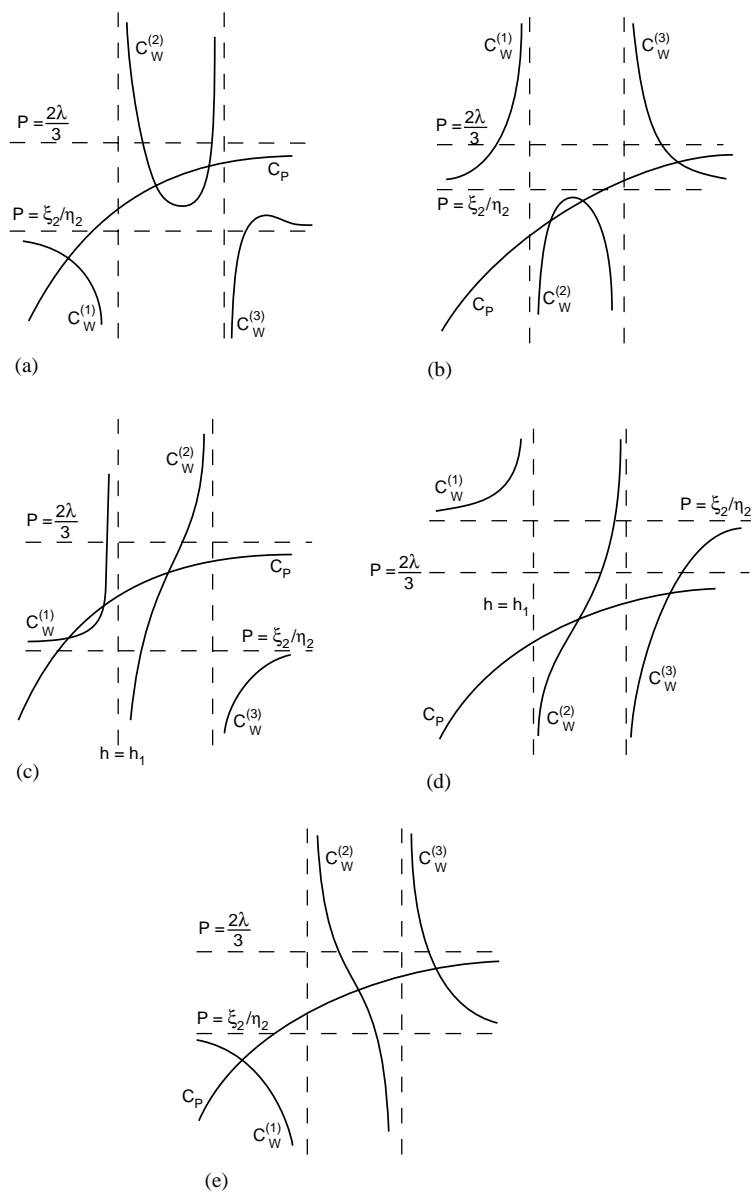 C_W^(2)
P = 2λ/3
C_P
P = ξ₂/η₂
C_W^(1)
C_W^(3)
(a)
C_W^(1)
C_W^(3)
P = 2λ/3
P = ξ₂/η₂
C_P
C_W^(2)
(b)
C_W^(2)
P = 2λ/3
C_P
C_W^(1)
P = ξ₂/η₂
C_W^(3)
h = h₁
(c)
C_W^(1)
P = ξ₂/η₂
P = 2λ/3
h = h₁
C_W^(3)
C_P
C_W^(2)
(d)
C_W^(2)
C_W^(3)
P = 2λ/3
P = ξ₂/η₂
C_P
C_W^(1)
(e)